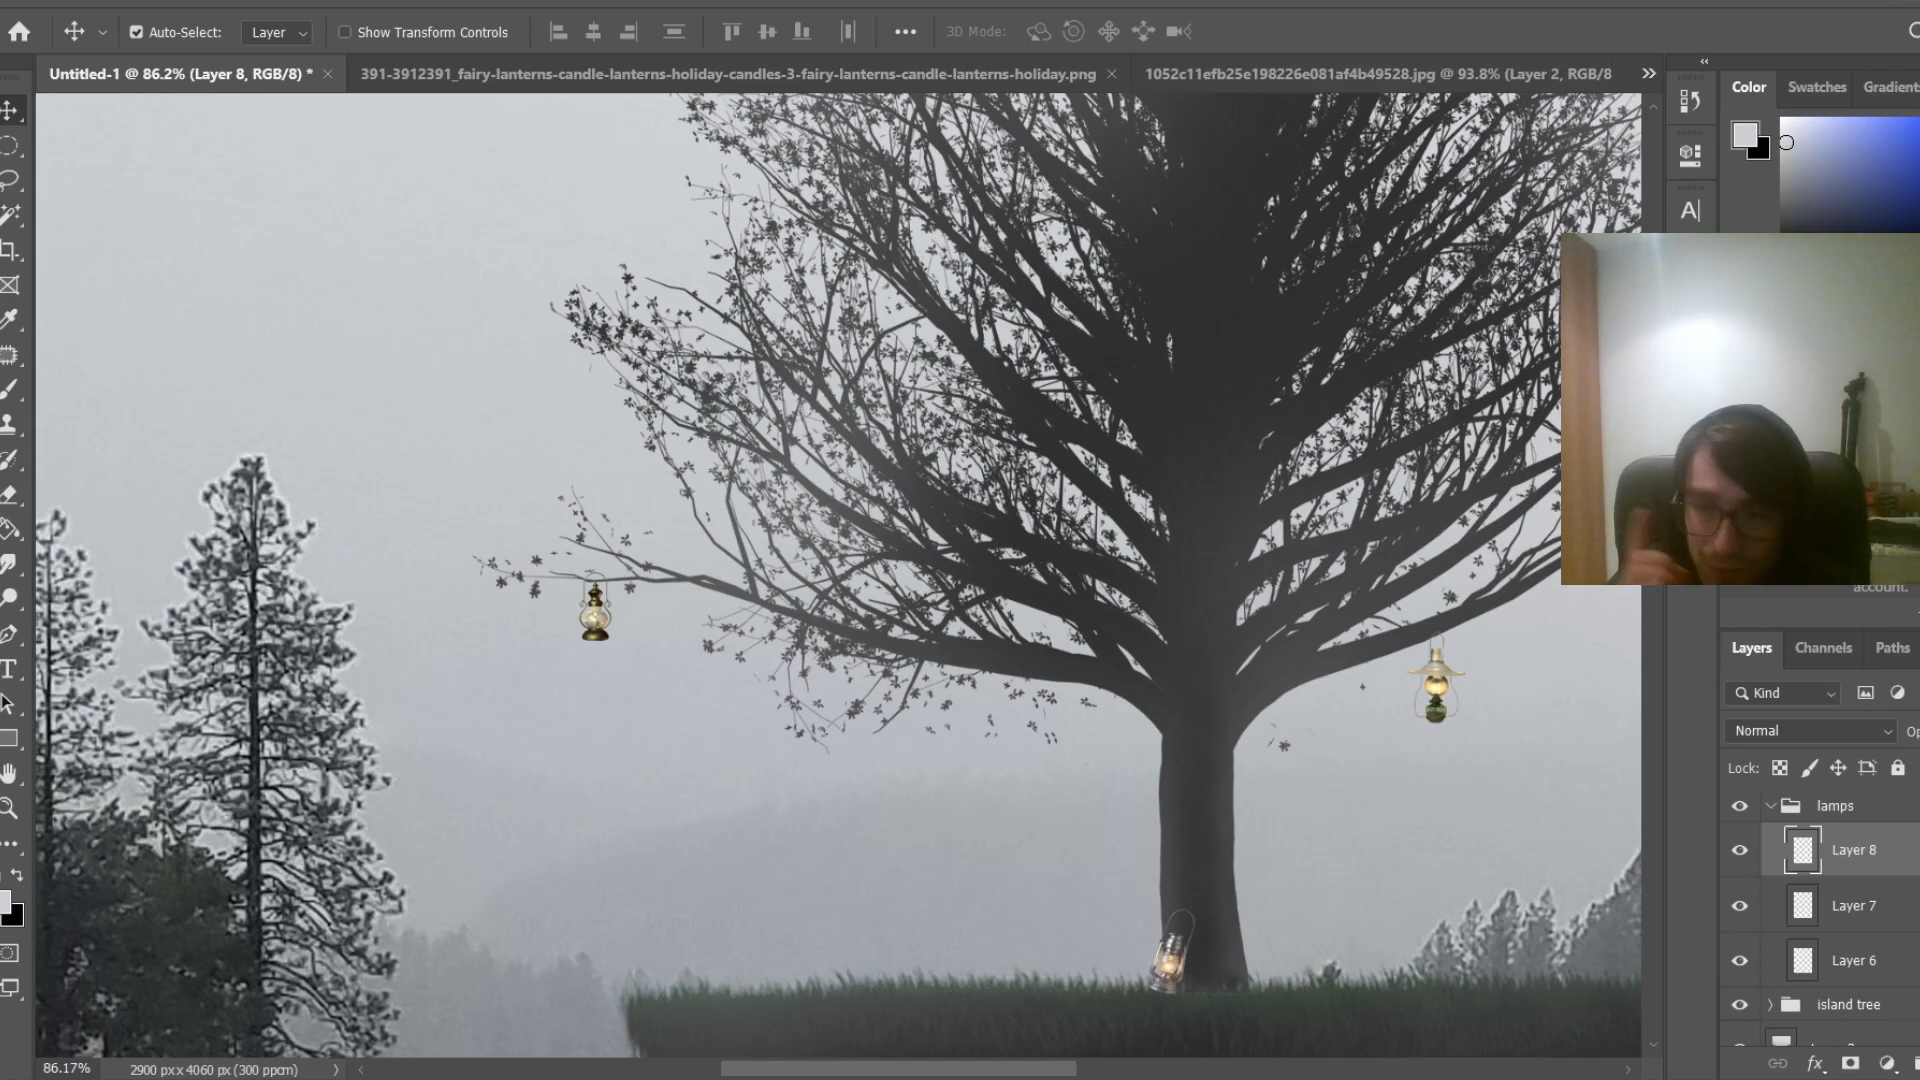 Auto-Select:
Layer
Show Transform Controls
3D Mode:
Untitled-1 @ 86.2% (Layer 8, RGB/8) *
391-3912391_fairy-lanterns-candle-lanterns-holiday-candles-3-fairy-lanterns-candle-lanterns-holiday.png
1052c11efb25e198226e081af4b49528.jpg @ 93.8% (Layer 2, RGB/8
Color
Swatches
Gradient
account.
Layers
Channels
Paths
Kind
Normal
Op
Lock:
lamps
Layer 8
Layer 7
Layer 6
island tree
86.17%
2900 px x 4060 px (300 ppcm)